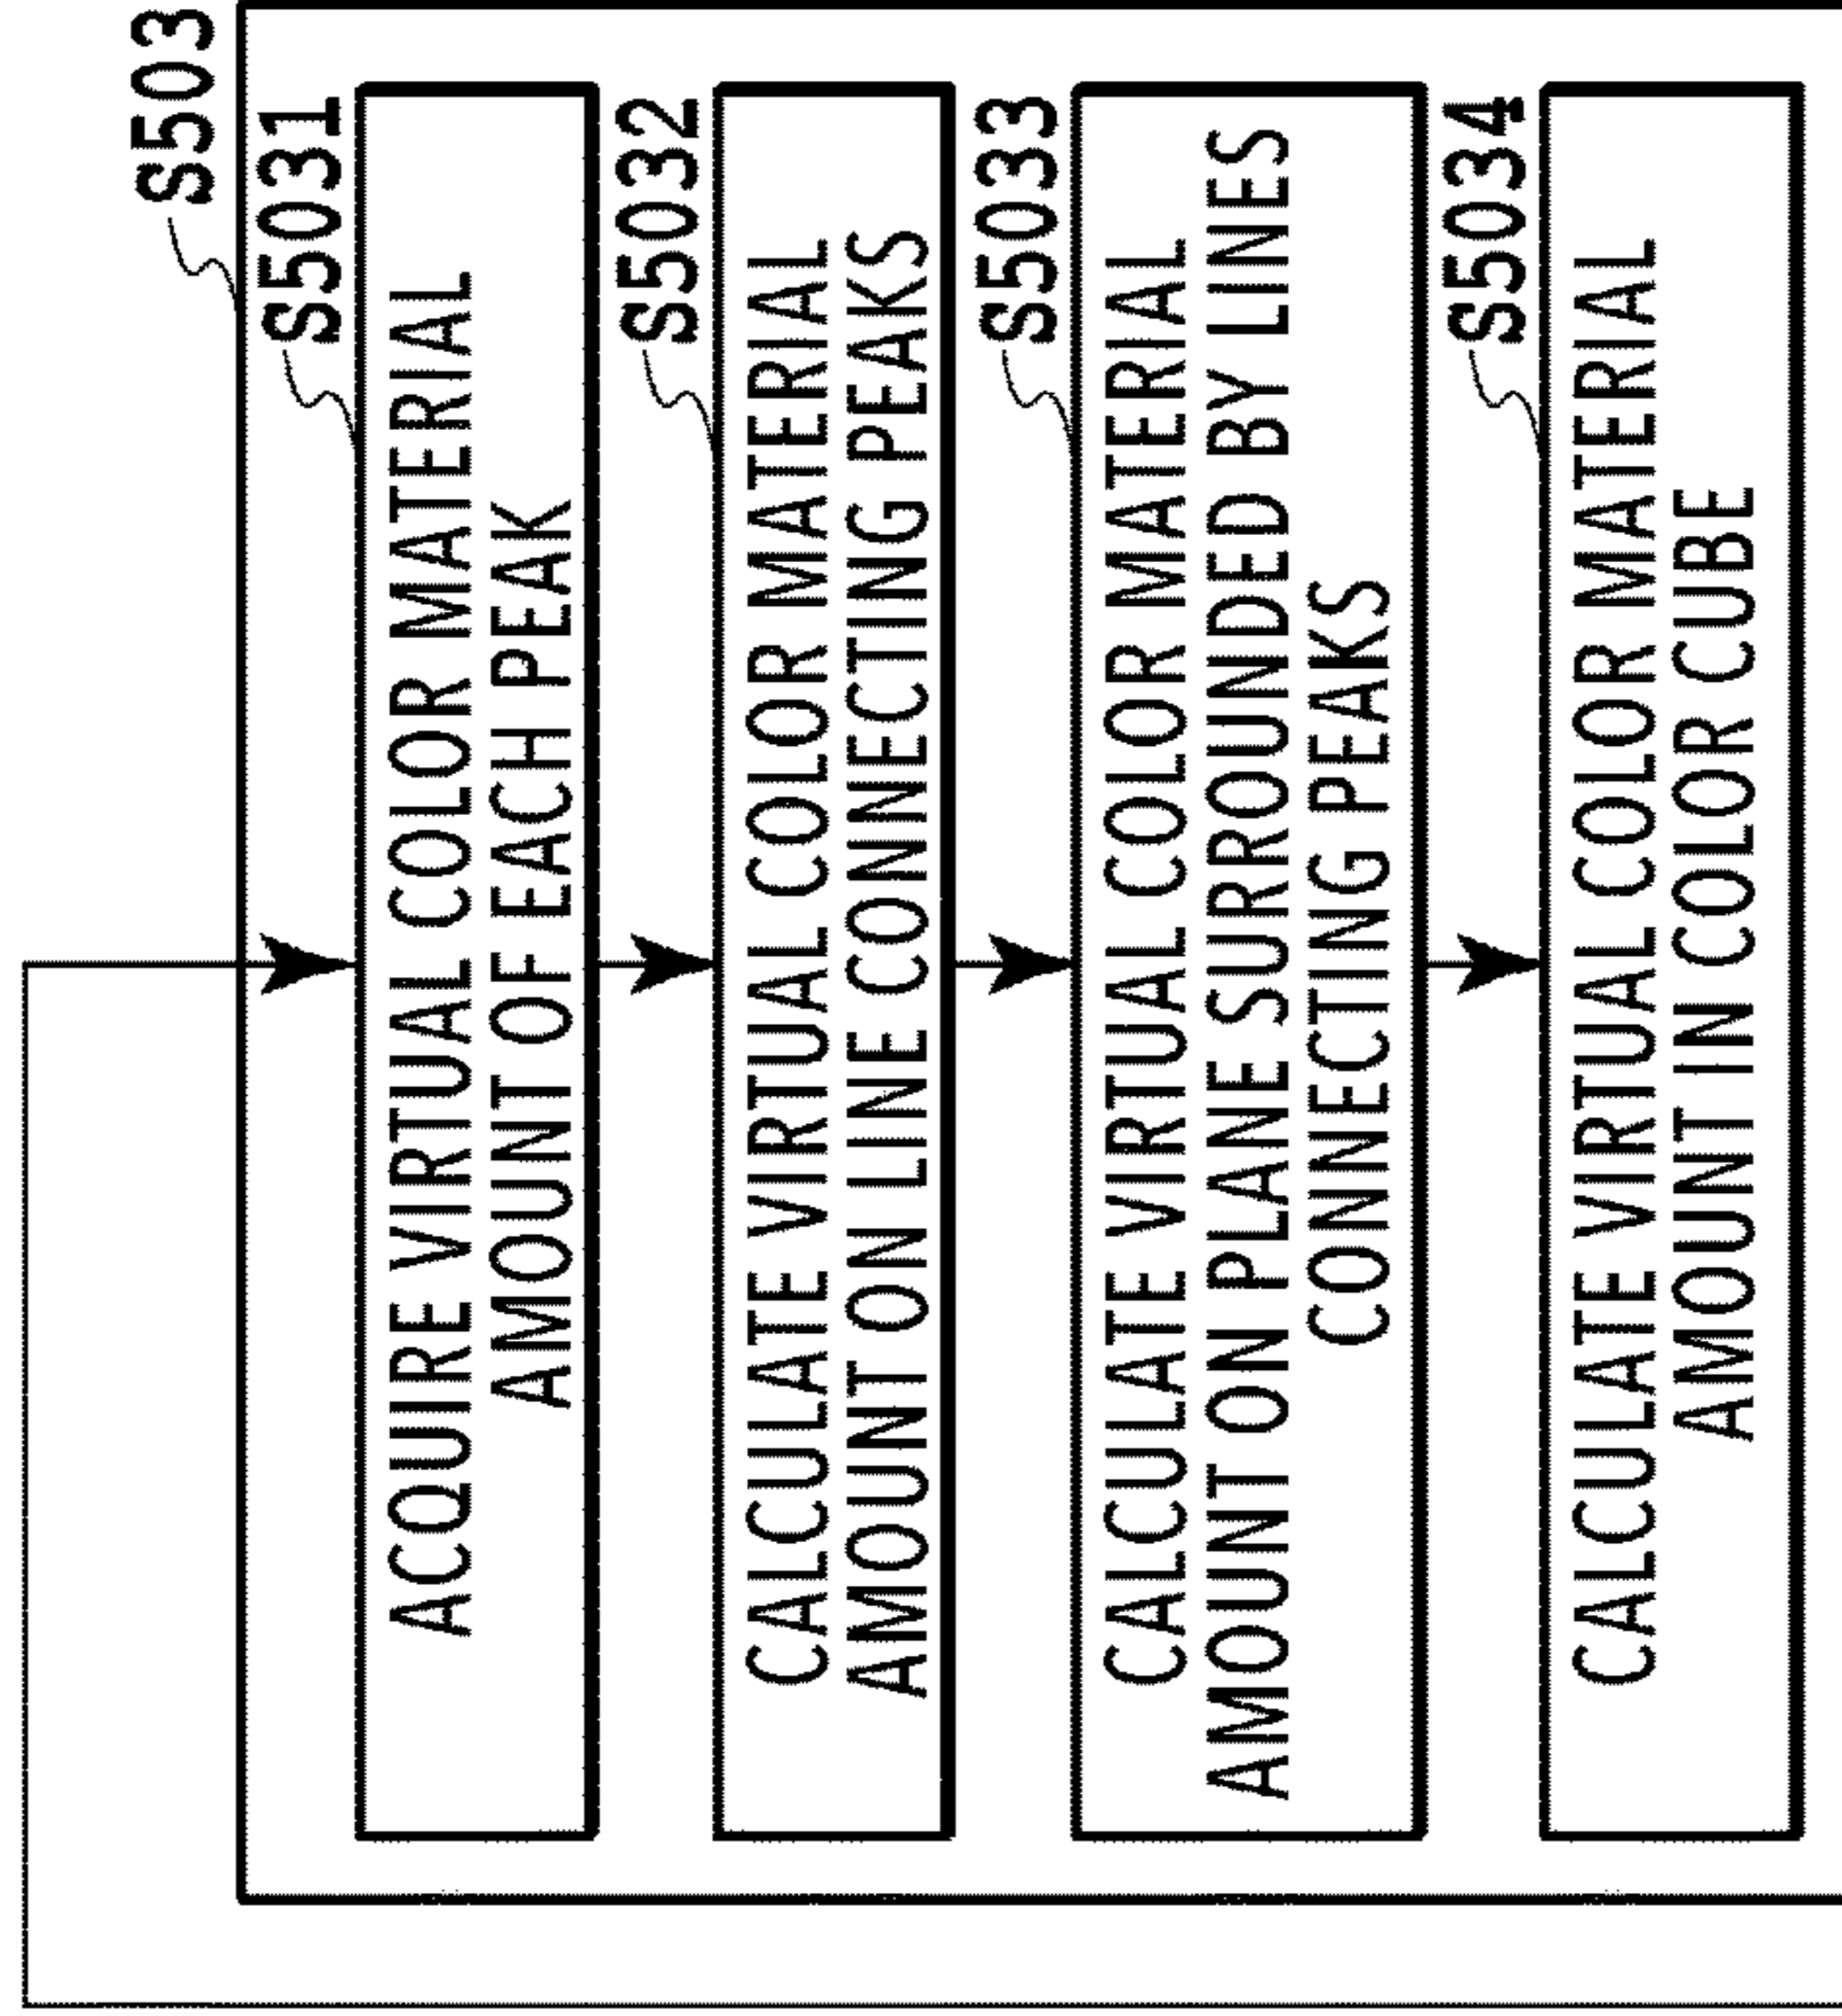 S503
S5031
ACQUIRE VIRTUAL COLOR MATERIAL
AMOUNT OF EACH PEAK
S5032
CALCULATE VIRTUAL COLOR MATERIAL
AMOUNT ON LINE CONNECTING PEAKS
S5033
CALCULATE VIRTUAL COLOR MATERIAL
AMOUNT ON PLANE SURROUNDED BY LINES
CONNECTING PEAKS
S5034
CALCULATE VIRTUAL COLOR MATERIAL
AMOUNT IN COLOR CUBE